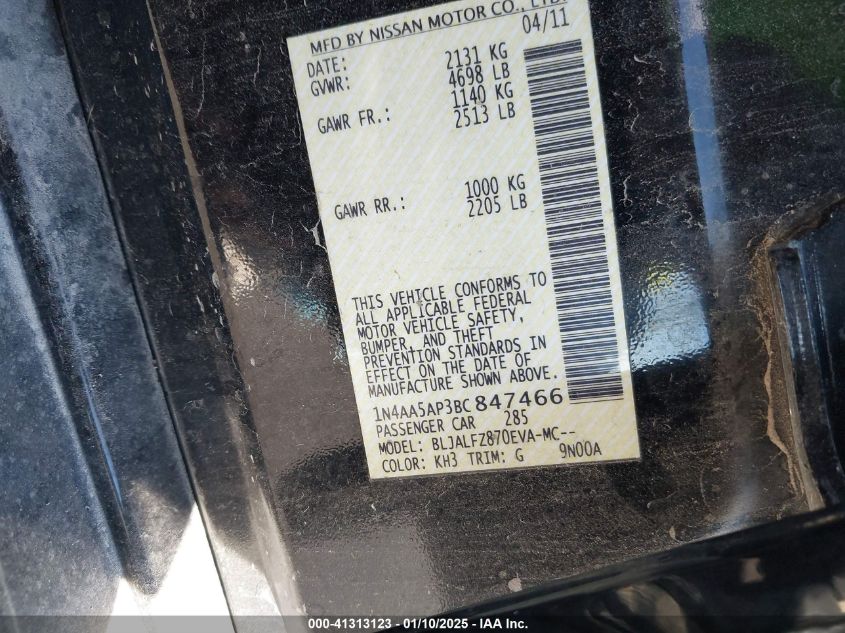 MFD BY NISSAN MOTOR CO., LTD.
DATE: 04/11
GVWR: 2131 KG
4698 LB
GAWR FR.: 1140 KG
2513 LB
GAWR RR.: 1000 KG
2205 LB
THIS VEHICLE CONFORMS TO
ALL APPLICABLE FEDERAL
MOTOR VEHICLE SAFETY,
BUMPER, AND THEFT
PREVENTION STANDARDS IN
EFFECT ON THE DATE OF
MANUFACTURE SHOWN ABOVE.
1N4AA5AP3BC847466
PASSENGER CAR 285
MODEL: BLJALFZ870EVA-MC--
COLOR: KH3 TRIM: G 9N00A
000-41313123 — 01/10/2025 — IAA Inc.